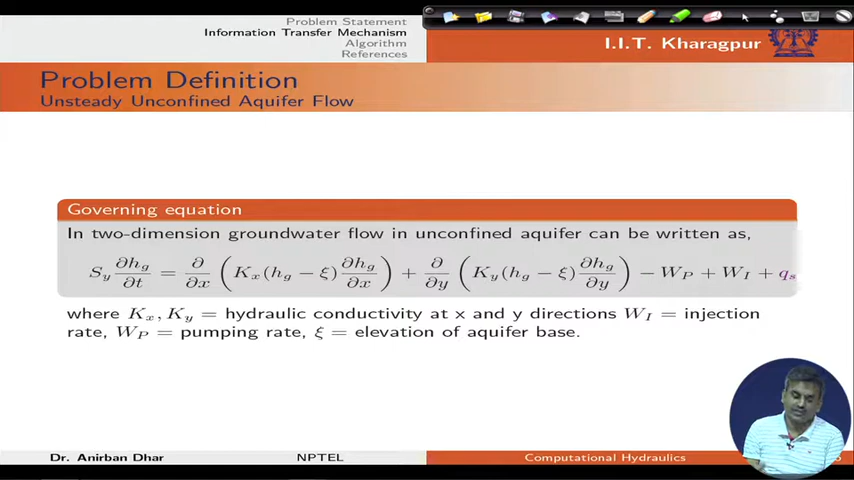 Problem Statement
Information Transfer Mechanism
Algorithm
References
I.I.T. Kharagpur
Problem Definition
Unsteady Unconfined Aquifer Flow
Governing equation
In two-dimension groundwater flow in unconfined aquifer can be written as,
S_y ∂h_g/∂t = ∂/∂x (K_x(h_g − ξ) ∂h_g/∂x) + ∂/∂y (K_y(h_g − ξ) ∂h_g/∂y) − W_P + W_I + q_s
where K_x, K_y = hydraulic conductivity at x and y directions W_I = injection
rate, W_P = pumping rate, ξ = elevation of aquifer base.
Dr. Anirban Dhar NPTEL Computational Hydraulics